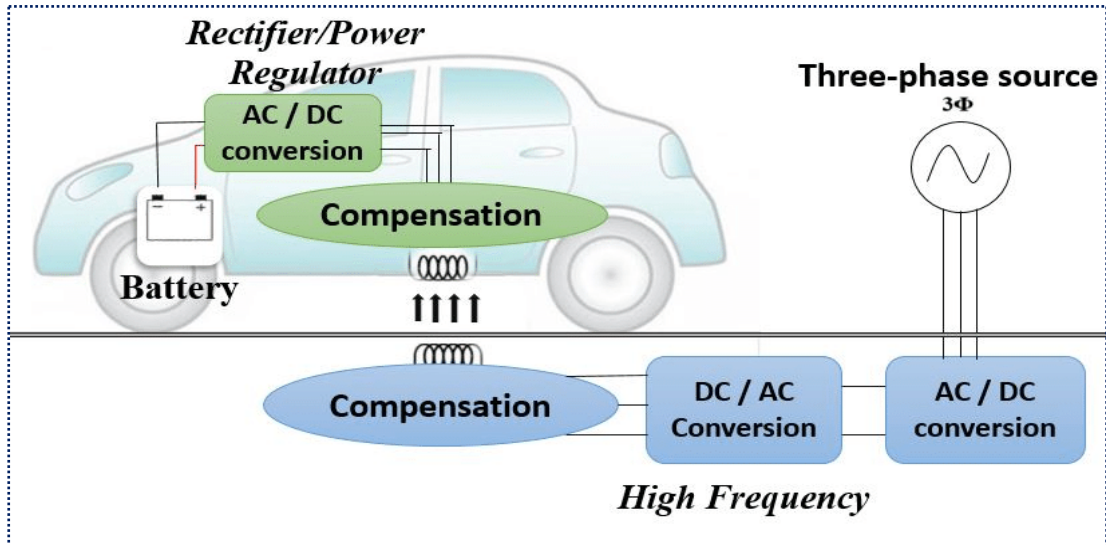 Rectifier/Power
Regulator
AC / DC
conversion
Three-phase source
3Φ
Compensation
− +
Battery
Compensation
DC / AC
Conversion
AC / DC
conversion
High Frequency